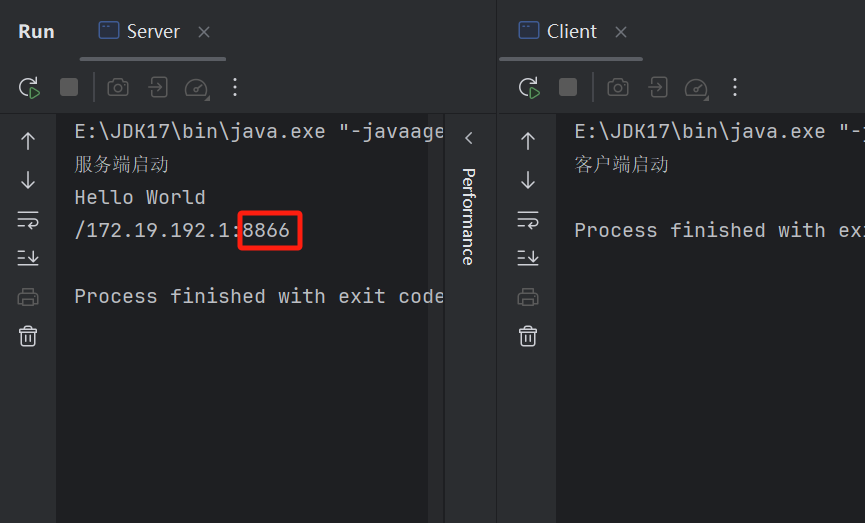 Run
Server
Client
E:\JDK17\bin\java.exe "-javaage
服务端启动
Hello World
/172.19.192.1:8866
Process finished with exit code
Performance
E:\JDK17\bin\java.exe "-j
客户端启动
Process finished with exi